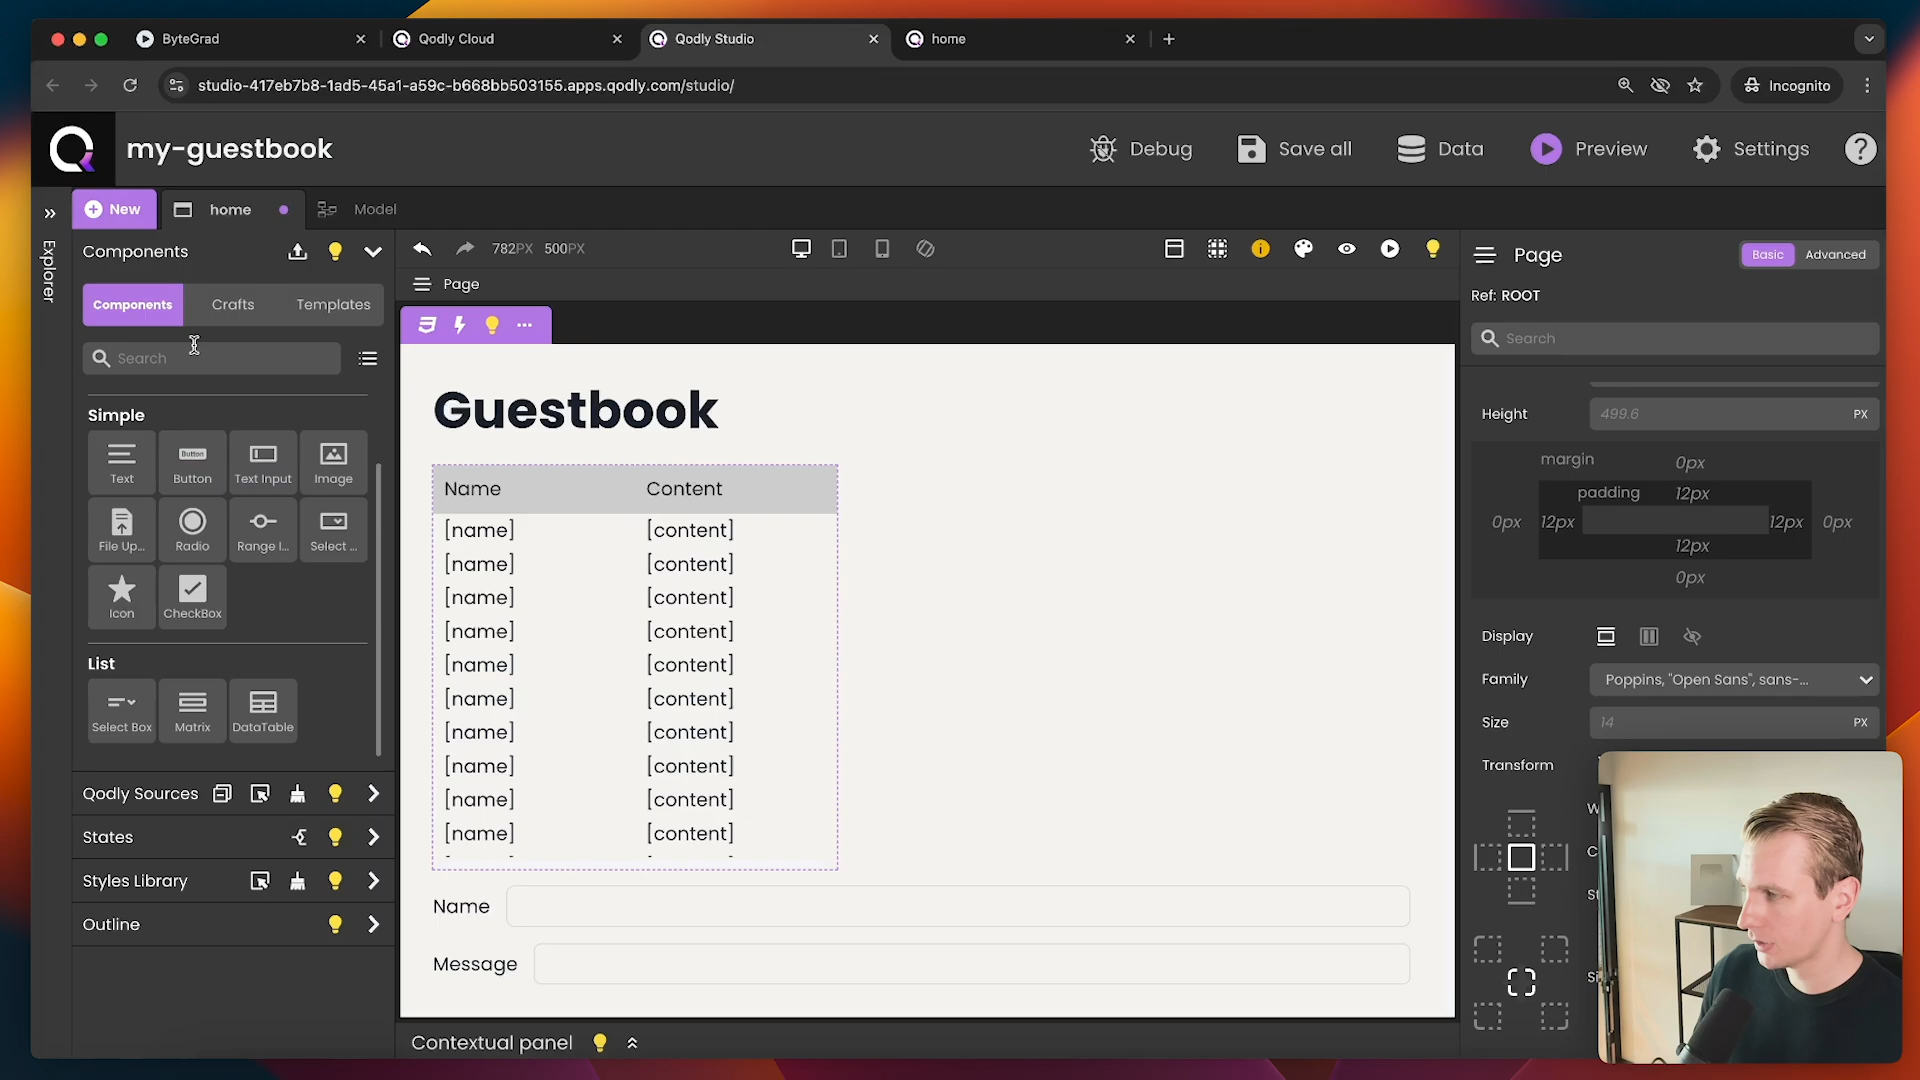 ByteGrad
Qodly Cloud
Qodly Studio
home
studio-417eb7b8-1ad5-45a1-a59c-b668bb503155.apps.qodly.com/studio/
Incognito
my-guestbook
Debug
Save all
Data
Preview
Settings
?
New
home
Model
Explorer
Components
782PX 500PX
Page
Basic
Advanced
Page
Ref: ROOT
Components
Crafts
Templates
Search
Search
Simple
Text
Button
Button
Text Input
Image
File Up...
Radio
Range I...
Select ...
Icon
CheckBox
List
Select Box
Matrix
DataTable
Qodly Sources
States
Styles Library
Outline
Guestbook
Name Content
[name] [content]
[name] [content]
[name] [content]
[name] [content]
[name] [content]
[name] [content]
[name] [content]
[name] [content]
[name] [content]
[name] [content]
Name
Message
Contextual panel
Height 499.6 PX
margin 0px
padding 12px
0px 12px 12px 0px
12px
0px
Display
Family Poppins, "Open Sans", sans-...
Size 14 PX
Transform